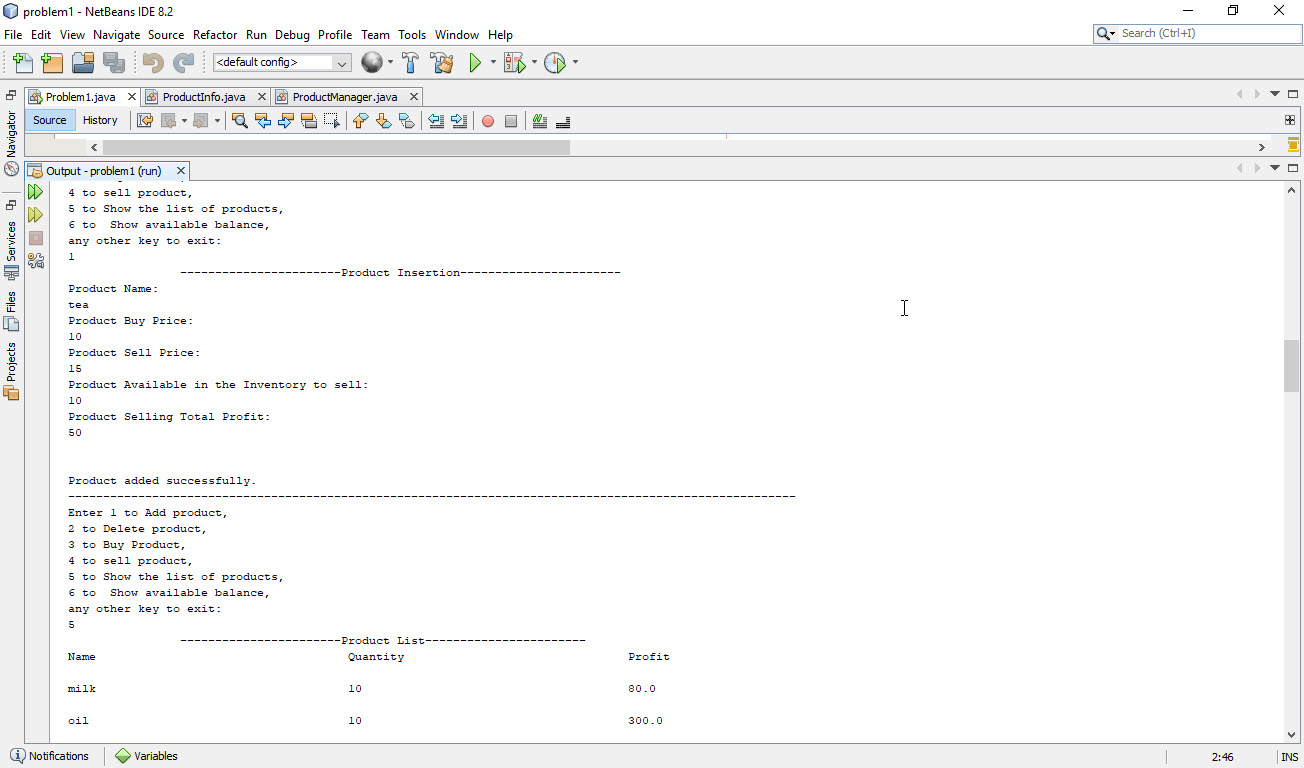 problem1 - NetBeans IDE 8.2
File Edit View Navigate Source Refactor Run Debug Profile Team Tools Window Help
Search (Ctrl+I)
<default config>
Problem1.java ProductInfo.java ProductManager.java
Source History
Navigator
Services
Files
Projects
Output - problem1 (run)
4 to sell product,
5 to Show the list of products,
6 to  Show available balance,
any other key to exit:
1
-----------------------Product Insertion-----------------------
Product Name:
tea
Product Buy Price:
10
Product Sell Price:
15
Product Available in the Inventory to sell:
10
Product Selling Total Profit:
50
Product added successfully.
--------------------------------------------------------------------------------------------------------
Enter 1 to Add product,
2 to Delete product,
3 to Buy Product,
4 to sell product,
5 to Show the list of products,
6 to  Show available balance,
any other key to exit:
5
-----------------------Product List-----------------------
Name Quantity Profit
milk 10 80.0
oil 10 300.0
Notifications Variables 2:46 INS